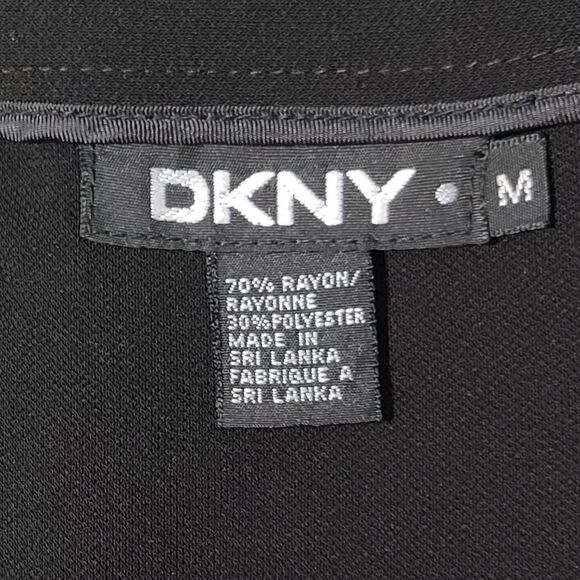 DKNY
M
70% RAYON/
RAYONNE
30%POLYESTER
MADE IN
SRI LANKA
FABRIQUE A
SRI LANKA